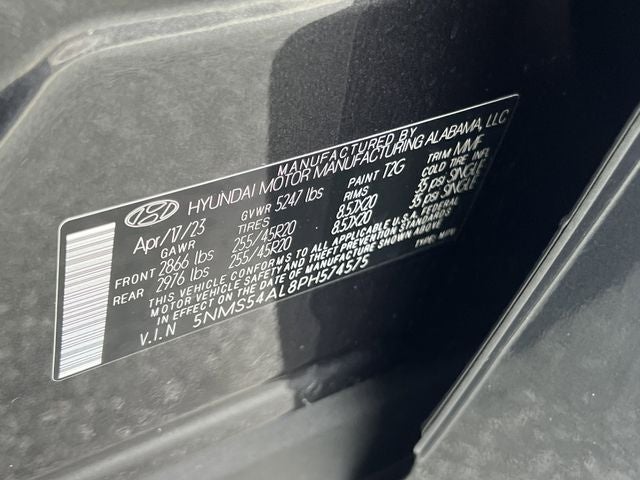 MANUFACTURED BY
HYUNDAI MOTOR MANUFACTURING ALABAMA, LLC
Apr/17/23 GVWR 5247 lbs PAINT T2G TRIM MMF
GAWR TIRES RIMS COLD TIRE INFL
FRONT 2866 lbs 255/45R20 8.5JX20 35 psi SINGLE
REAR 2976 lbs 255/45R20 8.5JX20 35 psi SINGLE
THIS VEHICLE CONFORMS TO ALL APPLICABLE U.S.A. FEDERAL
MOTOR VEHICLE SAFETY AND THEFT PREVENTION STANDARDS
IN EFFECT ON THE DATE OF MANUFACTURE SHOWN ABOVE
V.I.N 5NMS54AL8PH574575 TYPE: MPV